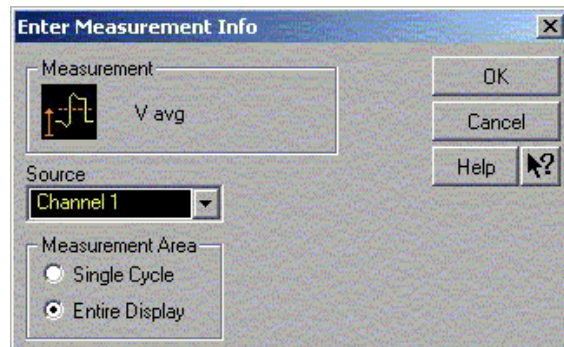 Enter Measurement Info
Measurement
V avg
OK
Cancel
Help
?
Source
Channel 1
Measurement Area
Single Cycle
Entire Display